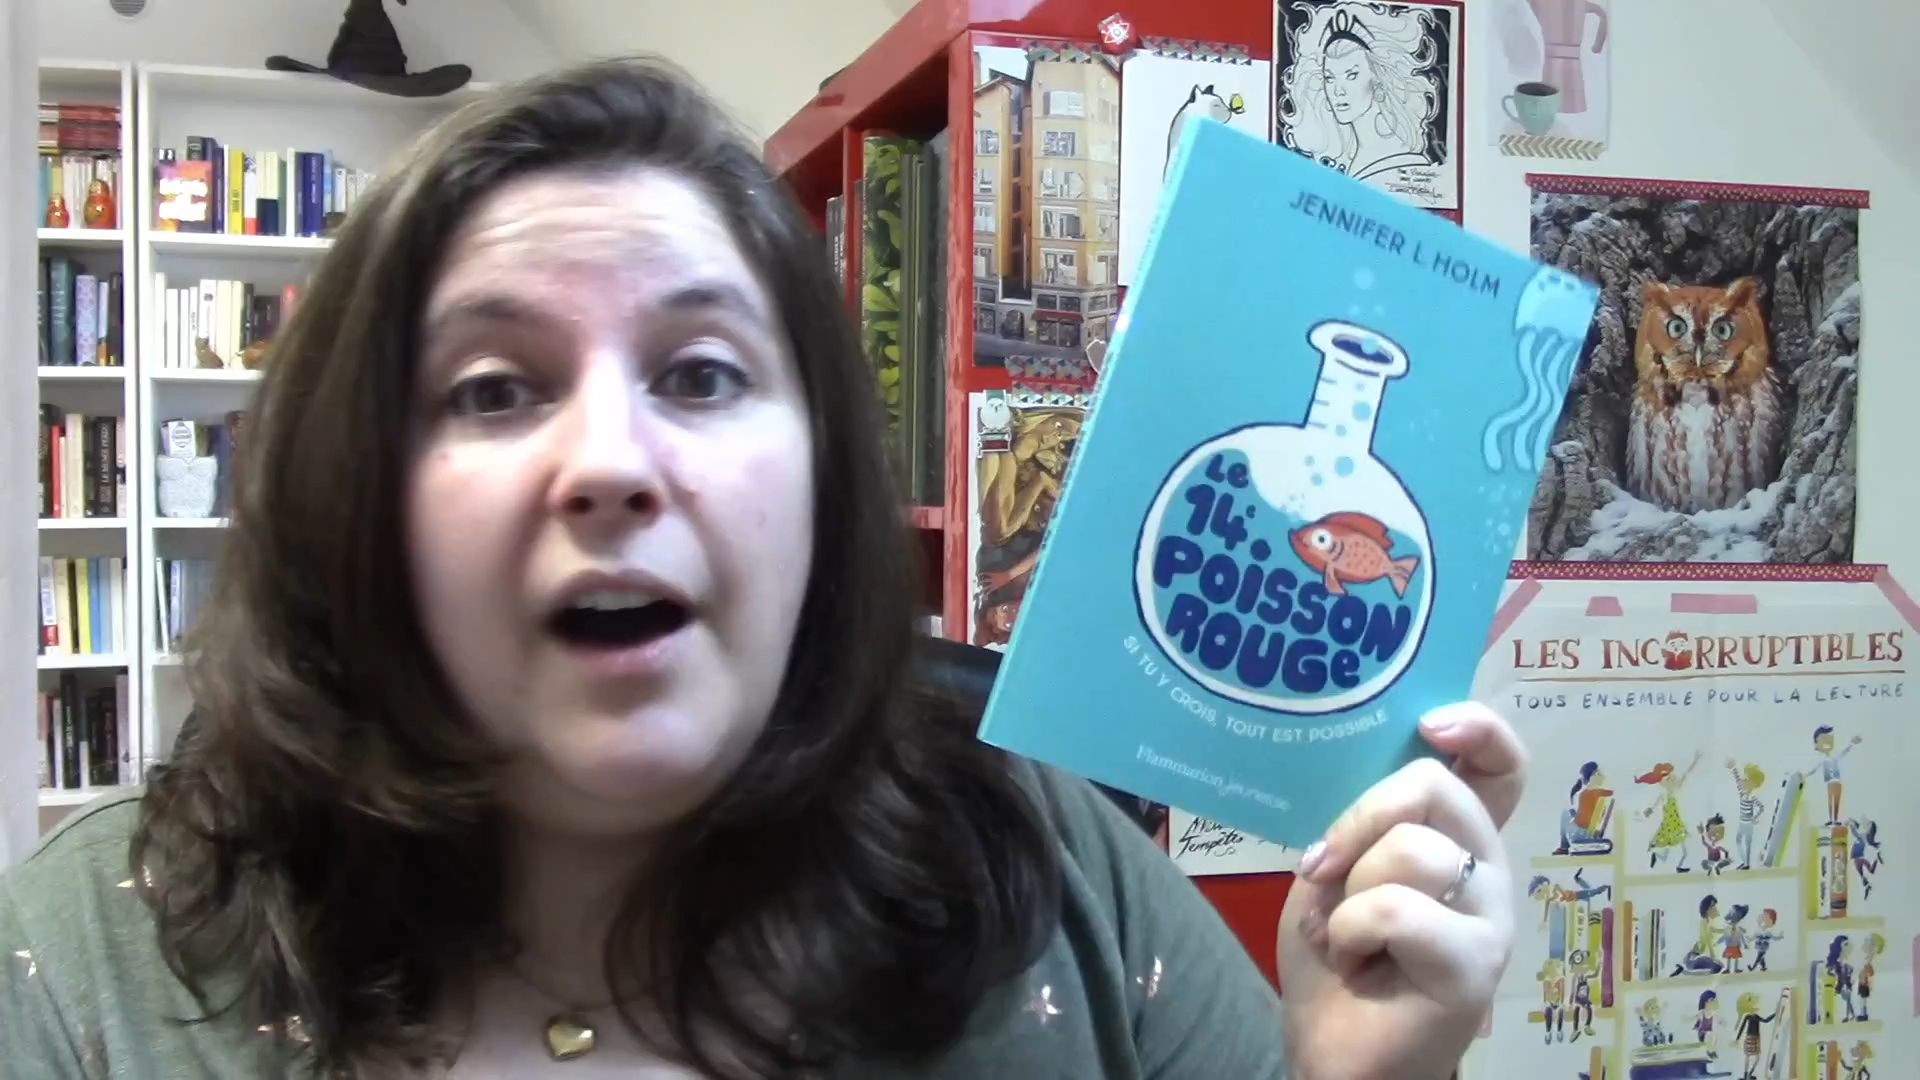 JENNIFER L. HOLM
Le
14e
POISSON
ROUGe
SI TU Y CROIS, TOUT EST POSSIBLE
Flammarion jeunesse
LES INCORRUPTIBLES
TOUS ENSEMBLE POUR LA LECTURE
Tempêtes